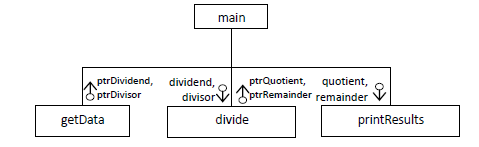 main
ptrDividend,
ptrDivisor
dividend,
divisor
ptrQuotient,
ptrRemainder
quotient,
remainder
getData
divide
printResults